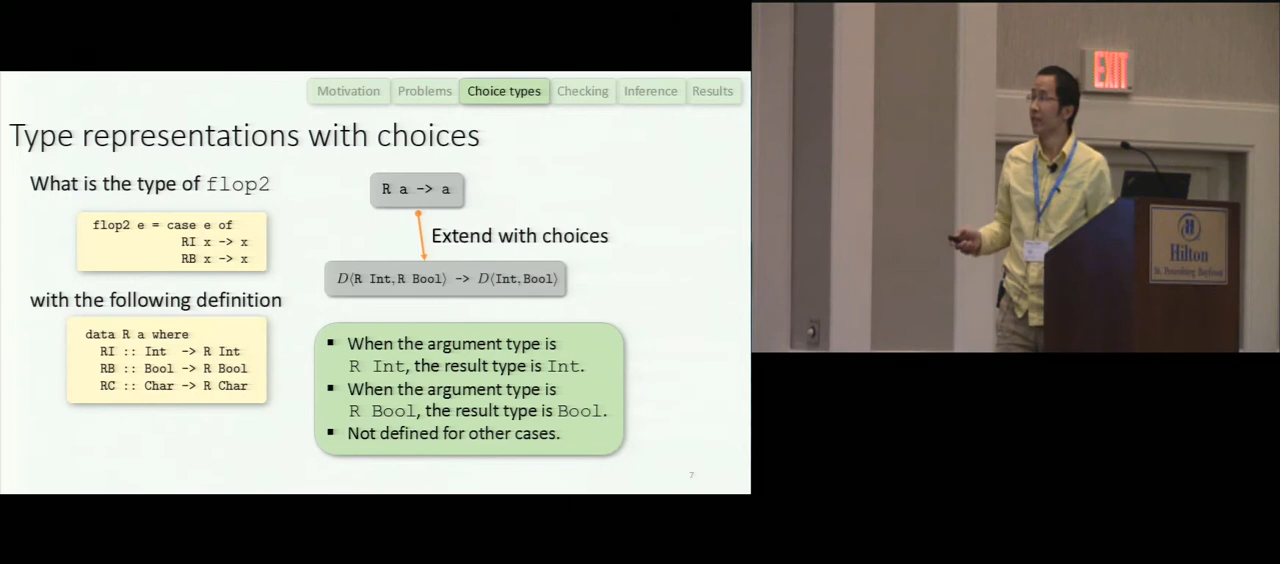 Motivation Problems Choice types Checking Inference Results
Type representations with choices
What is the type of flop2
flop2 e = case e of
RI x -> x
RB x -> x
with the following definition
data R a where
RI :: Int -> R Int
RB :: Bool -> R Bool
RC :: Char -> R Char
R a -> a
Extend with choices
D⟨R Int,R Bool⟩ -> D⟨Int,Bool⟩
▪ When the argument type is
R Int, the result type is Int.
▪ When the argument type is
R Bool, the result type is Bool.
▪ Not defined for other cases.
7
EXIT
Hilton
St. Petersburg Bayfront